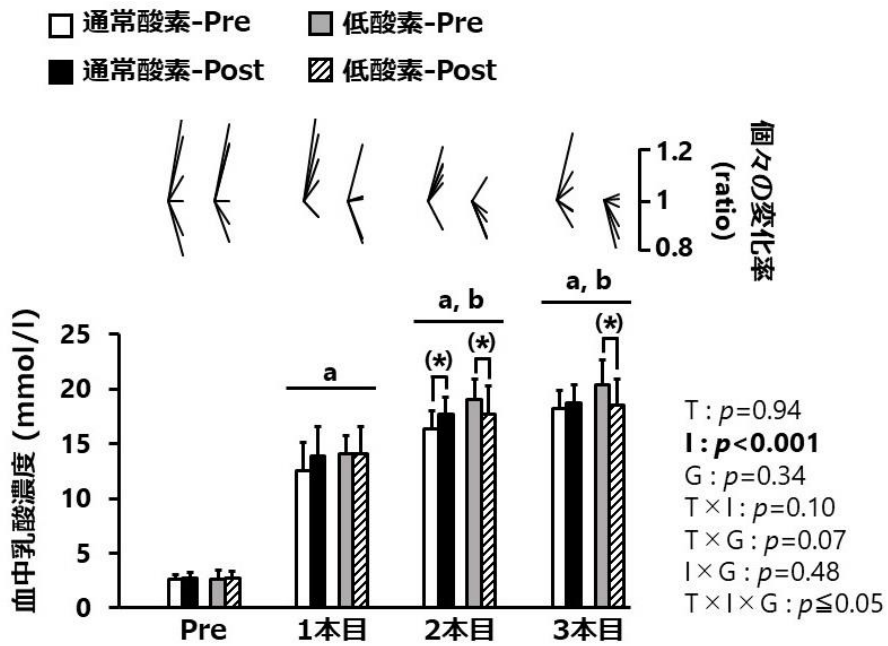 通常酸素-Pre
低酸素-Pre
通常酸素-Post
低酸素-Post
個々の変化率
(ratio)
1.2
1
0.8
血中乳酸濃度 (mmol/l)
25
20
15
10
5
0
a
a, b
a, b
(*)
(*)
(*)
Pre
1本目
2本目
3本目
T : p=0.94
I : p<0.001
G : p=0.34
T×I : p=0.10
T×G : p=0.07
I×G : p=0.48
T×I×G : p≦0.05